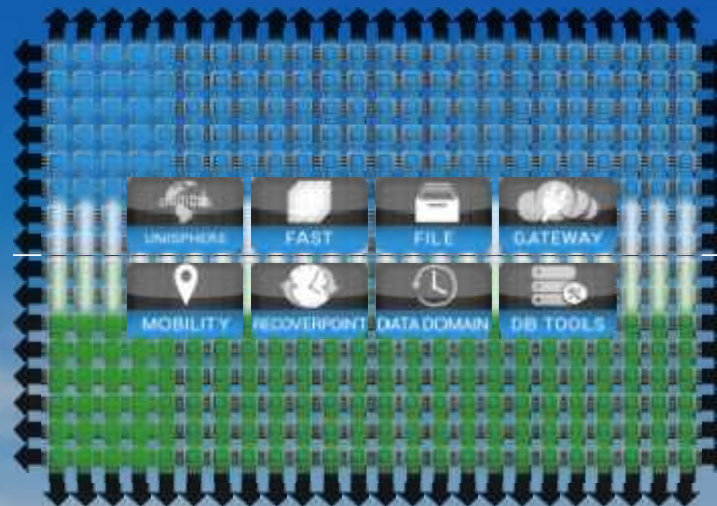 UNISPHERE FAST FILE GATEWAY
MOBILITY RECOVERPOINT DATA DOMAIN DB TOOLS